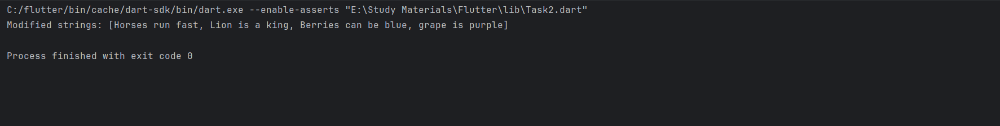 C:/flutter/bin/cache/dart-sdk/bin/dart.exe --enable-asserts "E:\Study Materials\Flutter\lib\Task2.dart"
Modified strings: [Horses run fast, Lion is a king, Berries can be blue, grape is purple]
Process finished with exit code 0